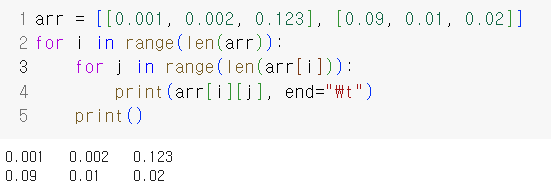 1 arr = [[0.001, 0.002, 0.123], [0.09, 0.01, 0.02]]
2 for i in range(len(arr)):
3     for j in range(len(arr[i])):
4         print(arr[i][j], end="₩t")
5     print()
0.001	0.002	0.123
0.09	0.01	0.02